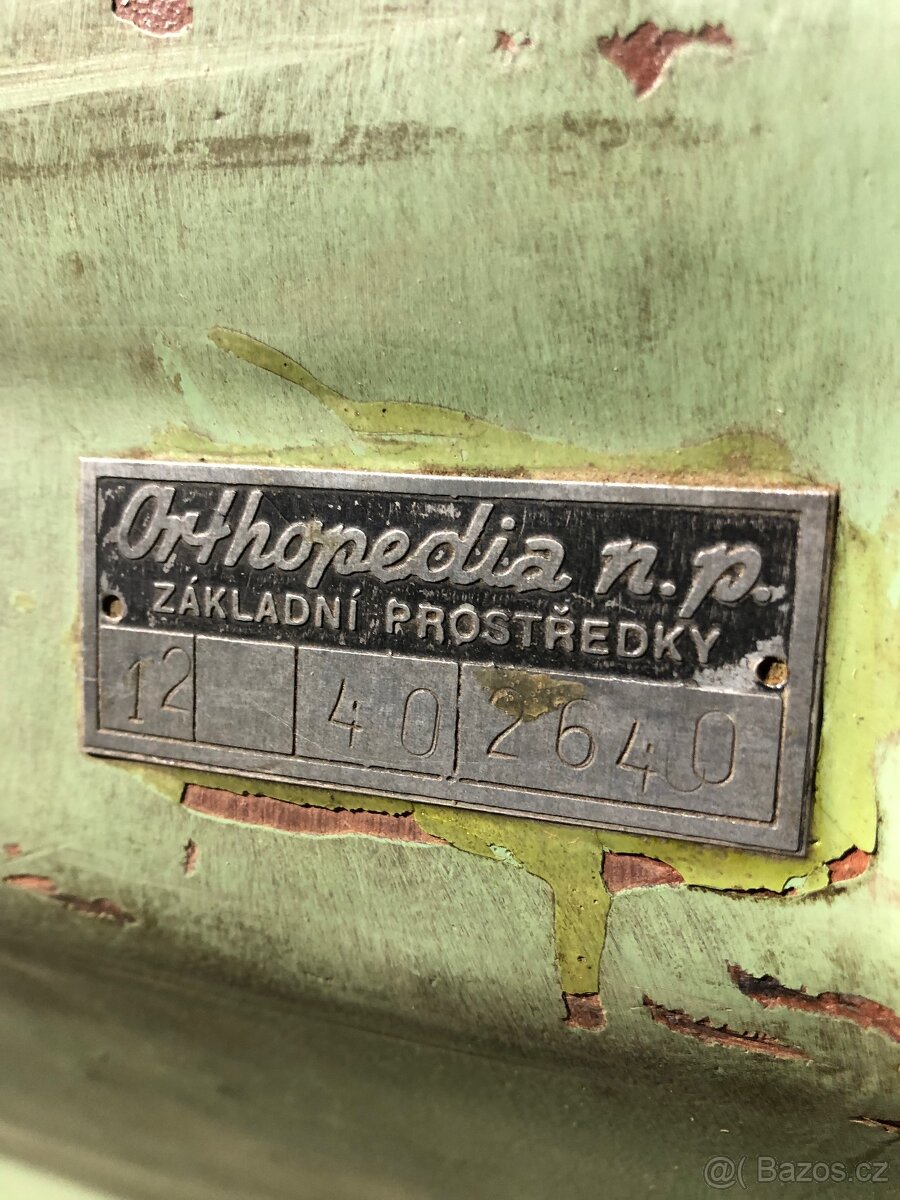 Orthopedia n.p.
ZÁKLADNÍ PROSTŘEDKY
12 40 2640
@( Bazos.cz